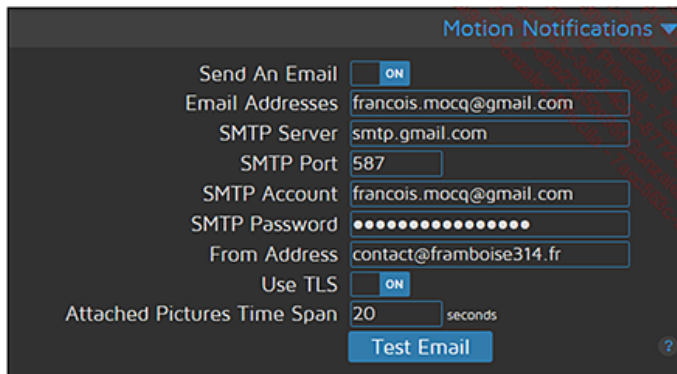 Motion Notifications
Send An Email ON
Email Addresses francois.mocq@gmail.com
SMTP Server smtp.gmail.com
SMTP Port 587
SMTP Account francois.mocq@gmail.com
SMTP Password ●●●●●●●●●●●●●●●●
From Address contact@framboise314.fr
Use TLS ON
Attached Pictures Time Span 20 seconds
Test Email ?